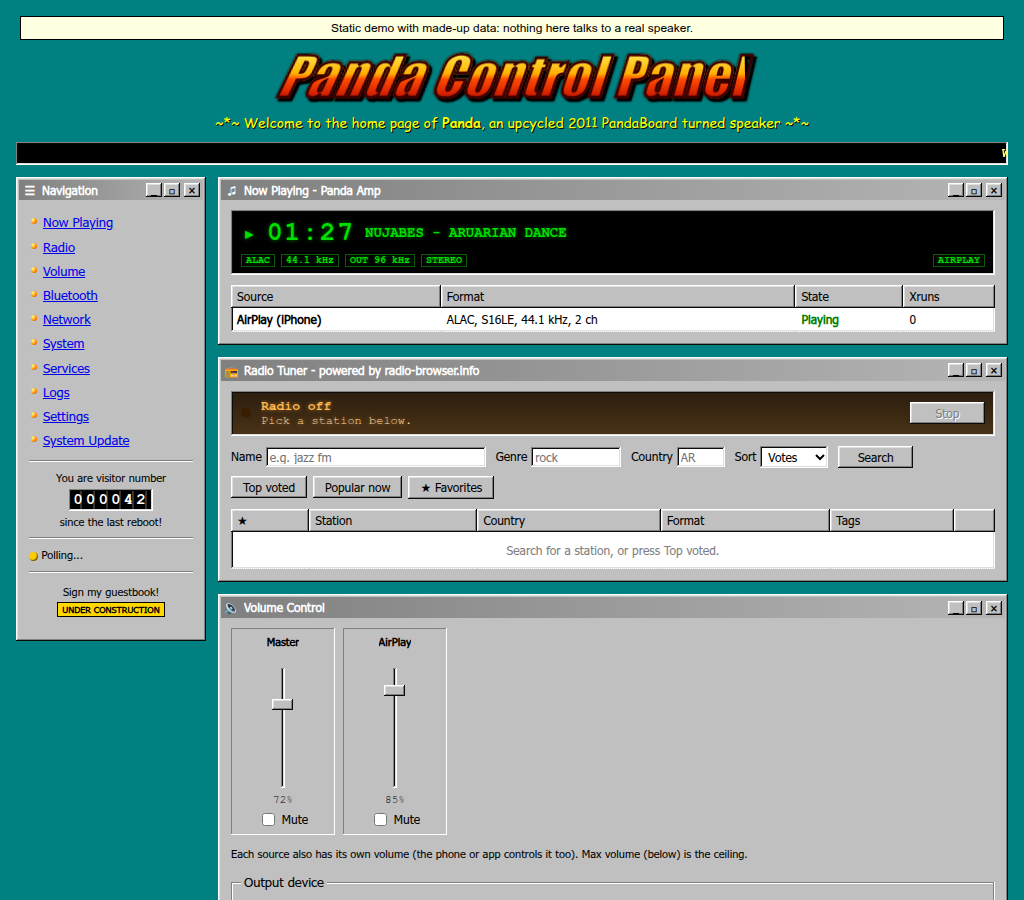 Static demo with made-up data: nothing here talks to a real speaker.
Panda Control Panel
~*~ Welcome to the home page of Panda, an upcycled 2011 PandaBoard turned speaker ~*~
Navigation
Now Playing
Radio
Volume
Bluetooth
Network
System
Services
Logs
Settings
System Update
You are visitor number
000042
since the last reboot!
Polling...
Sign my guestbook!
UNDER CONSTRUCTION
Now Playing - Panda Amp
▶ 01:27 NUJABES - ARUARIAN DANCE
ALAC 44.1 kHz OUT 96 kHz STEREO AIRPLAY
Source Format State Xruns
AirPlay (iPhone) ALAC, S16LE, 44.1 kHz, 2 ch Playing 0
Radio Tuner - powered by radio-browser.info
Radio off
Pick a station below.
Stop
Name e.g. jazz fm Genre rock Country AR Sort Votes Search
Top voted Popular now ★ Favorites
★ Station Country Format Tags
Search for a station, or press Top voted.
Volume Control
Master AirPlay
72% 85%
Mute Mute
Each source also has its own volume (the phone or app controls it too). Max volume (below) is the ceiling.
Output device